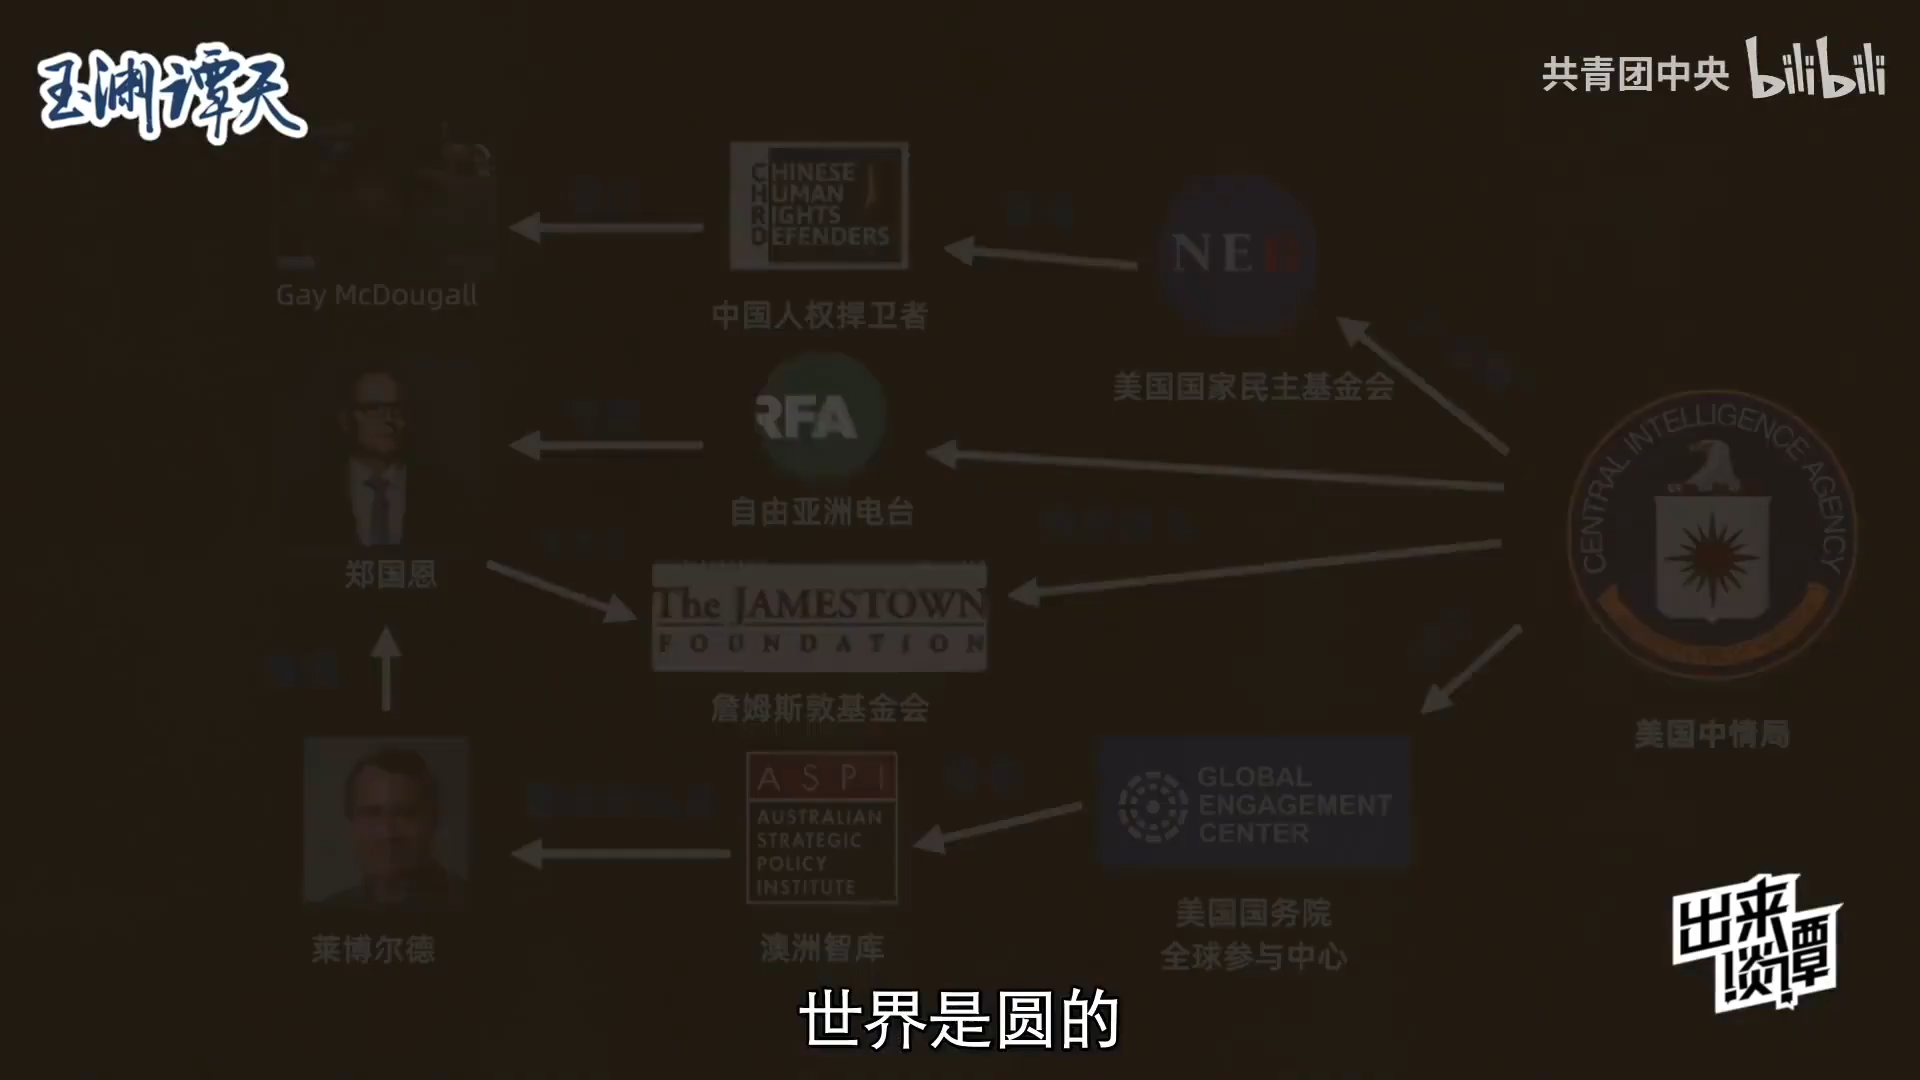 玉渊谭天
共青团中央 bilibili
CHINESE
HUMAN
RIGHTS
DEFENDERS
NED
Gay McDougall
中国人权捍卫者
美国国家民主基金会
RFA
自由亚洲电台
CENTRAL INTELLIGENCE AGENCY
郑国恩
The JAMESTOWN
FOUNDATION
詹姆斯敦基金会
美国中情局
ASPI
AUSTRALIAN
STRATEGIC
POLICY
INSTITUTE
GLOBAL
ENGAGEMENT
CENTER
莱博尔德
澳洲智库
美国国务院
全球参与中心
出来
谈谭
世界是圆的